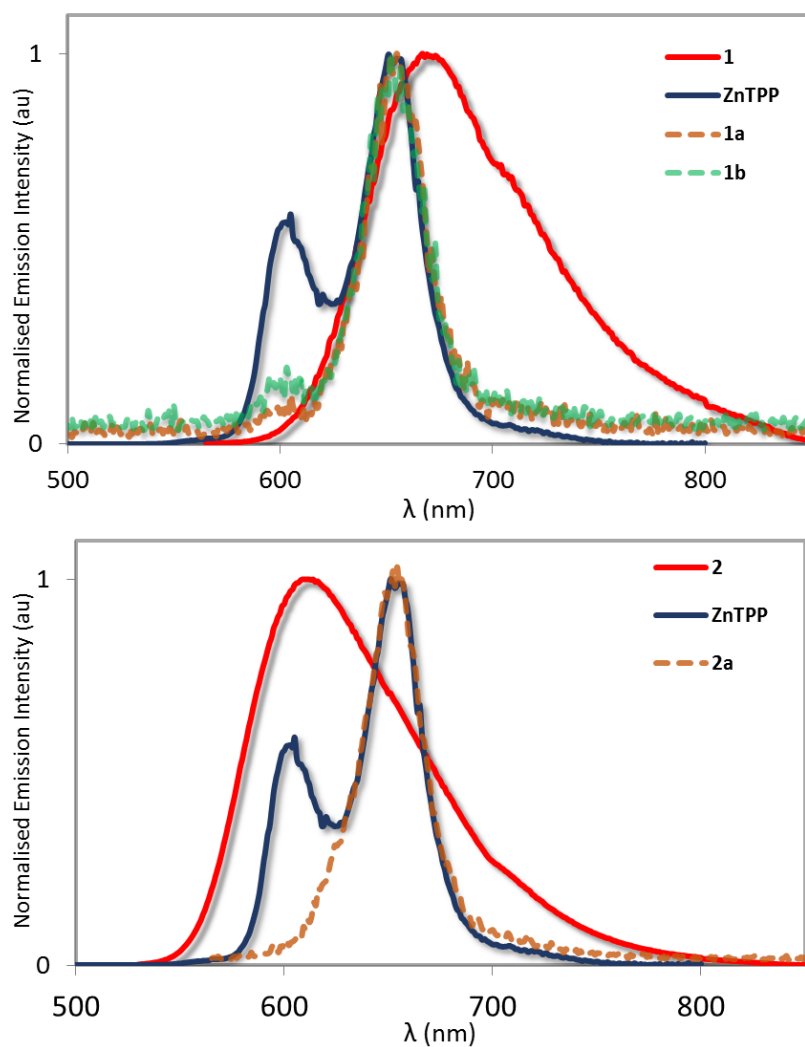 Normalised Emission Intensity (au)
1
0
1
ZnTPP
1a
1b
500
600
700
800
λ (nm)
Normalised Emission Intensity (au)
1
0
2
ZnTPP
2a
500
600
700
800
λ (nm)